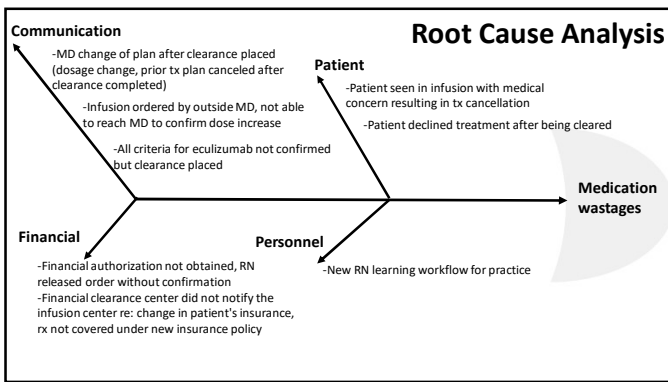 Root Cause Analysis
Communication
-MD change of plan after clearance placed
(dosage change, prior tx plan canceled after
clearance completed)
-Infusion ordered by outside MD, not able
to reach MD to confirm dose increase
-All criteria for eculizumab not confirmed
but clearance placed
Patient
-Patient seen in infusion with medical
concern resulting in tx cancellation
-Patient declined treatment after being cleared
Medication
wastages
Financial
-Financial authorization not obtained, RN
released order without confirmation
-Financial clearance center did not notify the
infusion center re: change in patient's insurance,
rx not covered under new insurance policy
Personnel
-New RN learning workflow for practice